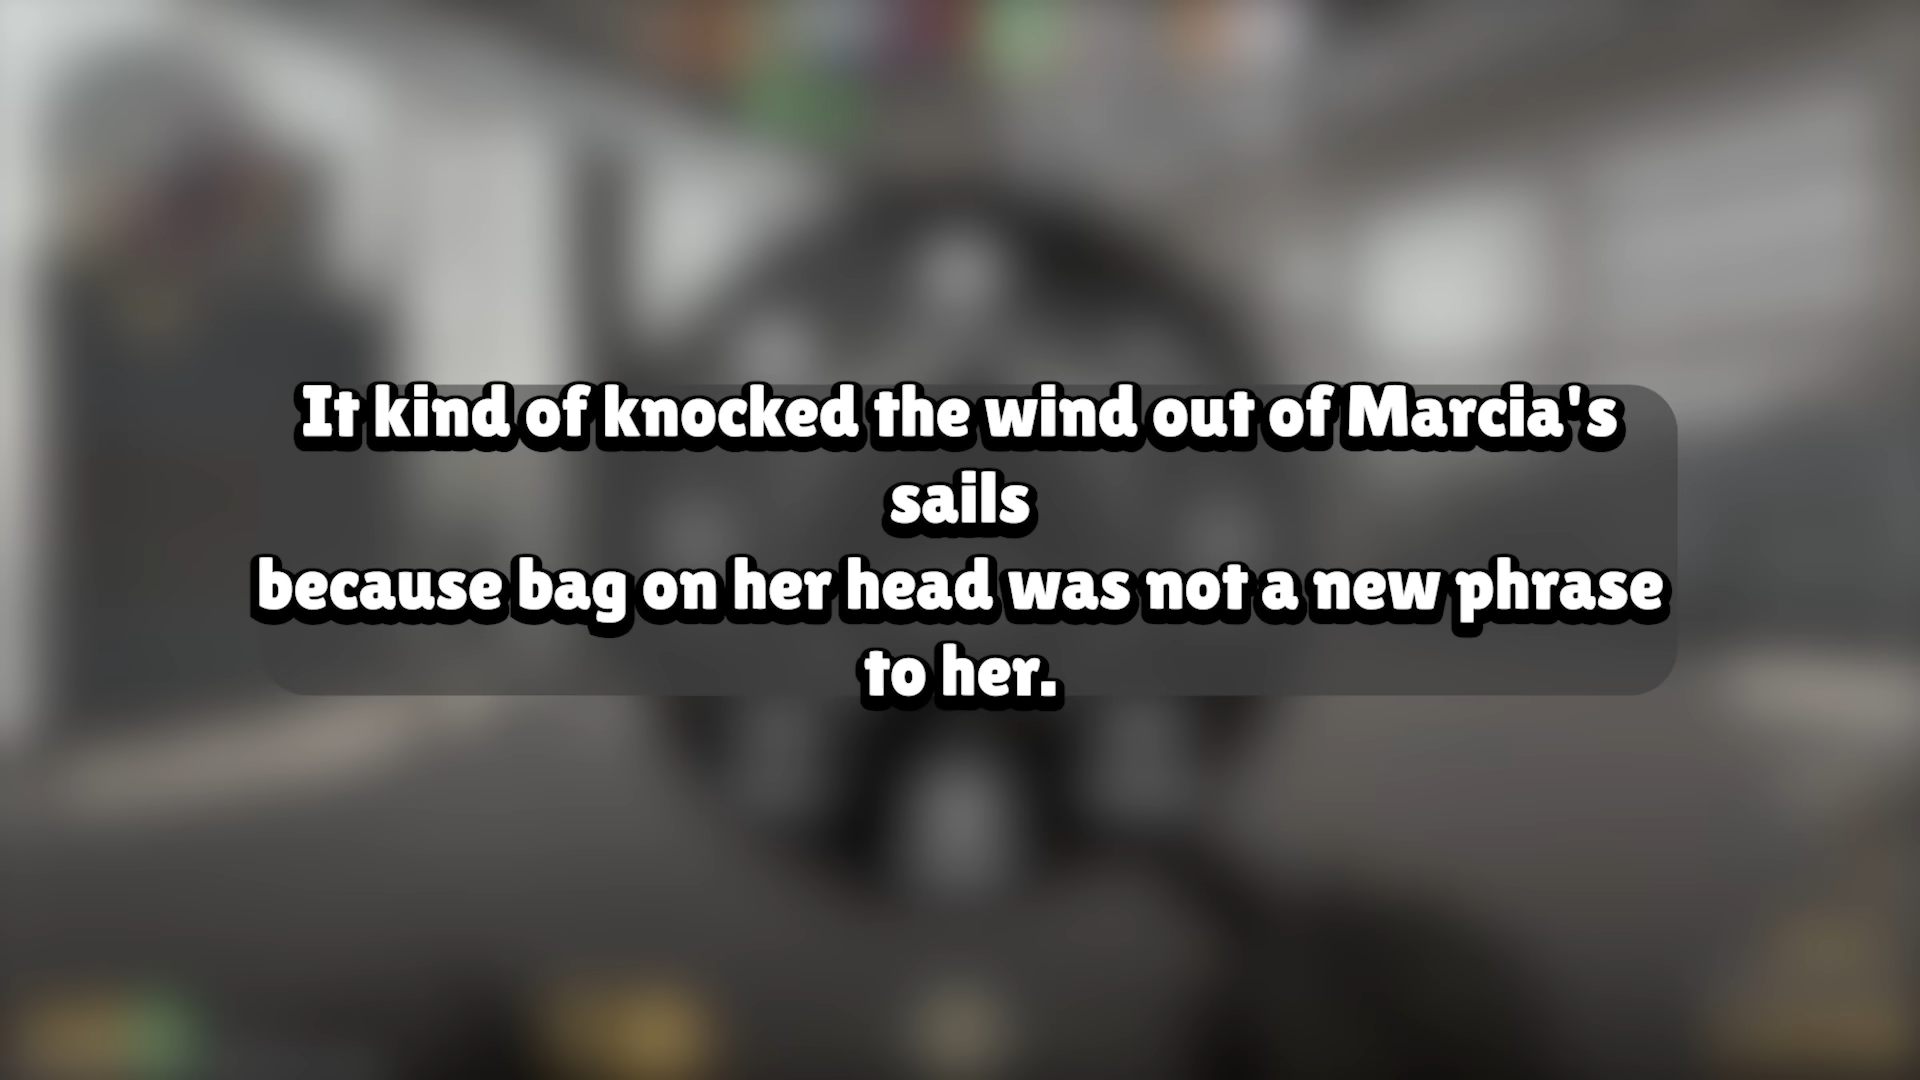 It kind of knocked the wind out of Marcia's
sails
because bag on her head was not a new phrase
to her.